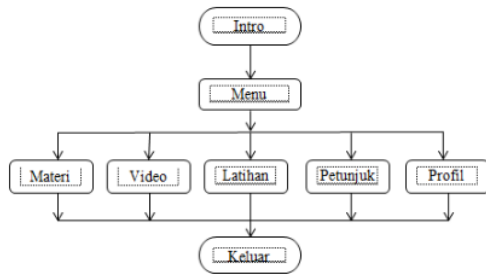 Intro
Menu
Materi
Video
Latihan
Petunjuk
Profil
Keluar